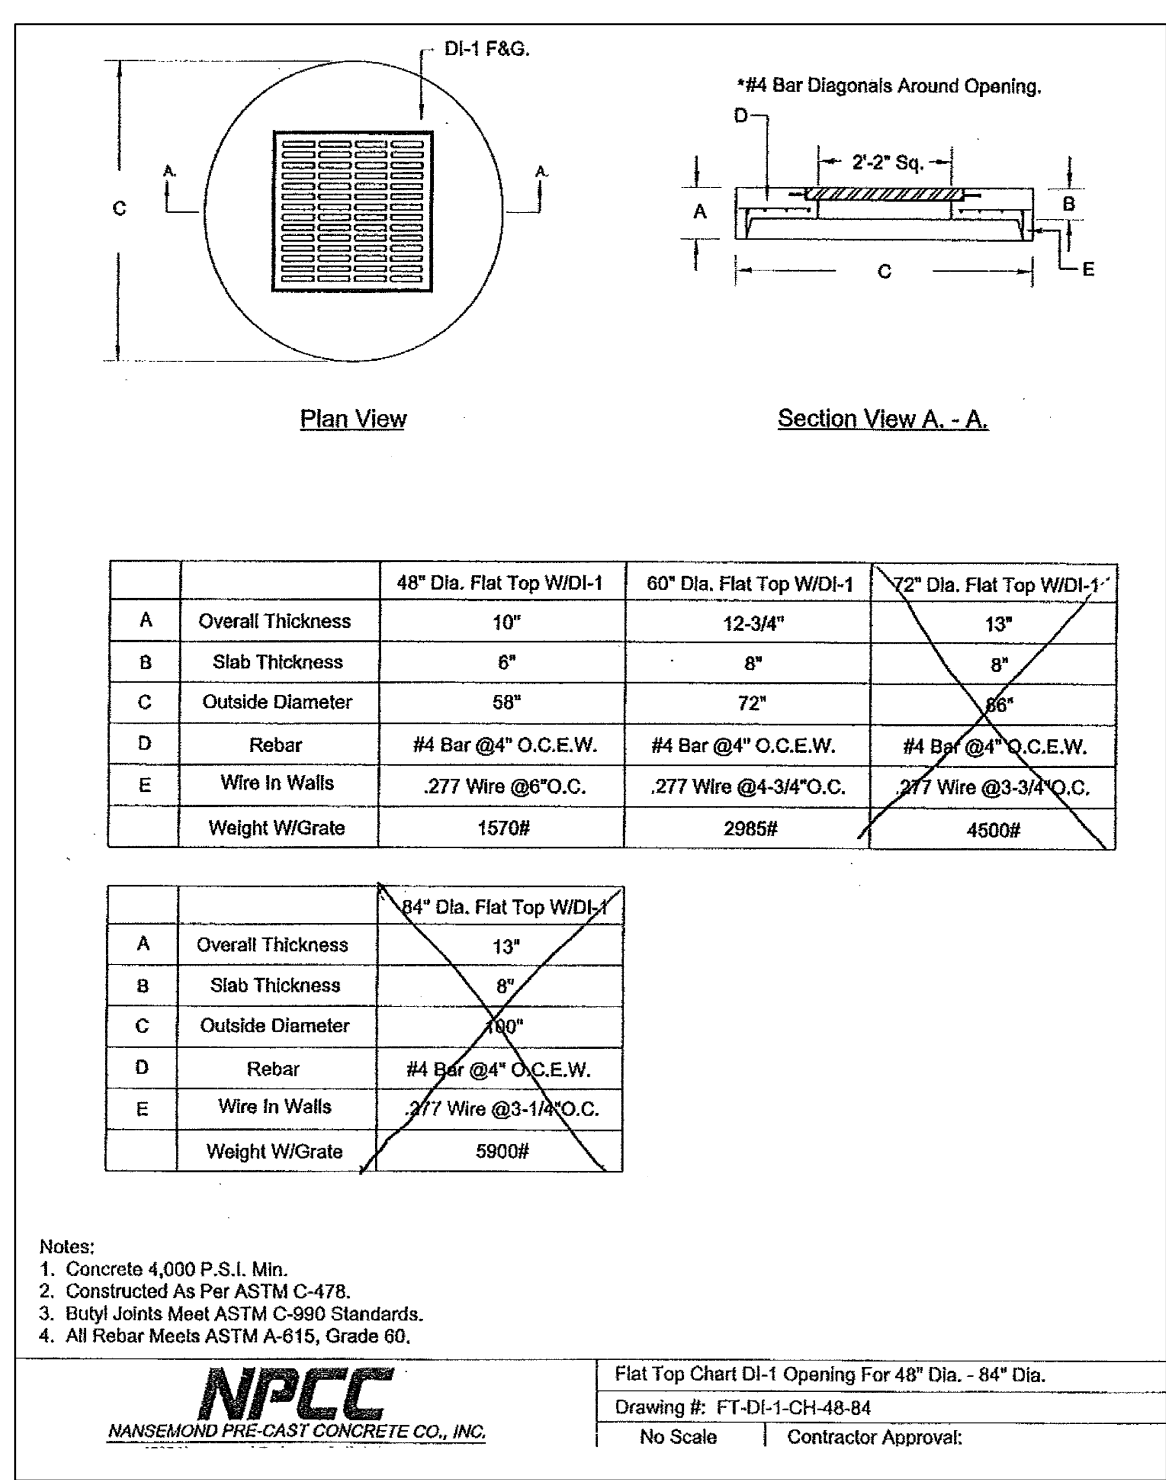 DI-1 F&G.
*#4 Bar Diagonals Around Opening.
D
2'-2" Sq.
A. A.
C
A B
C E
Plan View Section View A. - A.
48" Dia. Flat Top W/DI-1 60" Dia. Flat Top W/DI-1 72" Dia. Flat Top W/DI-1
A Overall Thickness 10" 12-3/4" 13"
B Slab Thickness 6" 8" 8"
C Outside Diameter 58" 72" 86"
D Rebar #4 Bar @4" O.C.E.W. #4 Bar @4" O.C.E.W. #4 Bar @4" O.C.E.W.
E Wire In Walls .277 Wire @6"O.C. .277 Wire @4-3/4"O.C. .277 Wire @3-3/4"O.C.
Weight W/Grate 1570# 2985# 4500#
84" Dia. Flat Top W/DI-1
A Overall Thickness 13"
B Slab Thickness 8"
C Outside Diameter 100"
D Rebar #4 Bar @4" O.C.E.W.
E Wire In Walls .277 Wire @3-1/4"O.C.
Weight W/Grate 5900#
Notes:
1. Concrete 4,000 P.S.I. Min.
2. Constructed As Per ASTM C-478.
3. Butyl Joints Meet ASTM C-990 Standards.
4. All Rebar Meets ASTM A-615, Grade 60.
NPCC
NANSEMOND PRE-CAST CONCRETE CO., INC.
Flat Top Chart DI-1 Opening For 48" Dia. - 84" Dia.
Drawing #: FT-DI-1-CH-48-84
No Scale Contractor Approval: